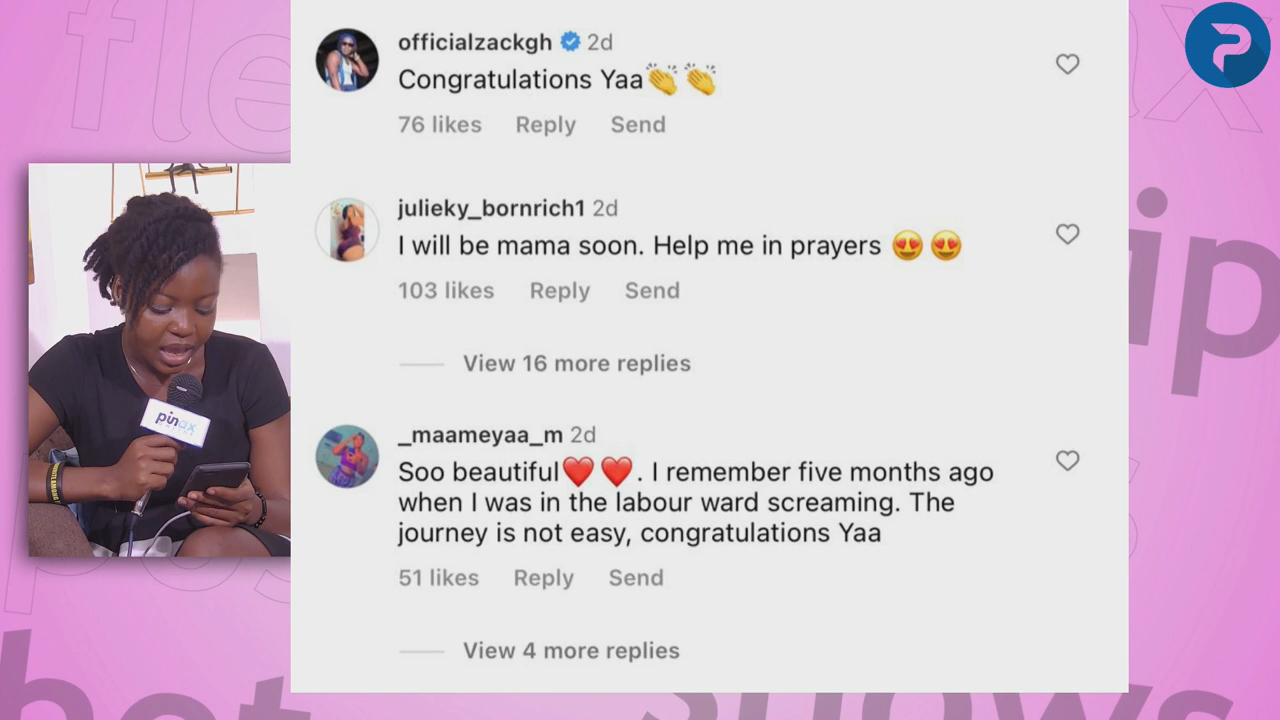 officialzackgh 2d
Congratulations Yaa👏 👏
76 likes Reply Send
julieky_bornrich1 2d
I will be mama soon. Help me in prayers 😍 😍
103 likes Reply Send
View 16 more replies
_maameyaa_m 2d
Soo beautiful❤️ ❤️. I remember five months ago
when I was in the labour ward screaming. The
journey is not easy, congratulations Yaa
51 likes Reply Send
View 4 more replies
pinax